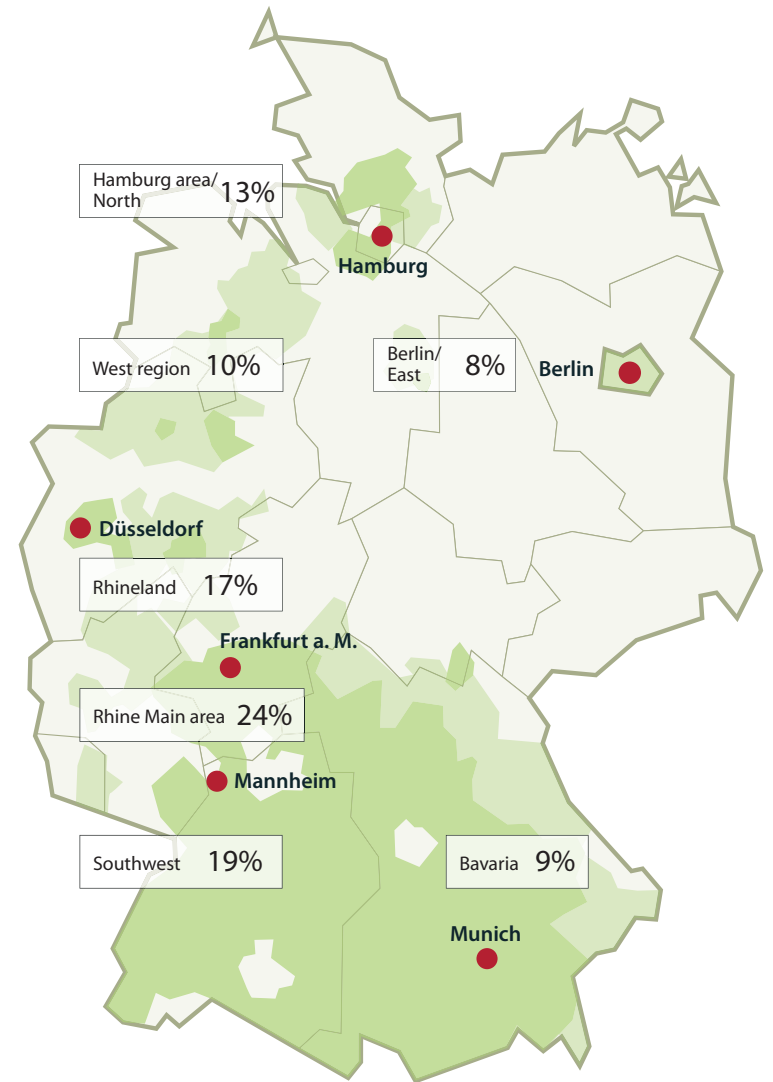 Hamburg area/
North 13%
Hamburg
West region 10%
Berlin/
East 8%
Berlin
Düsseldorf
Rhineland 17%
Frankfurt a. M.
Rhine Main area 24%
Mannheim
Southwest 19%
Bavaria 9%
Munich